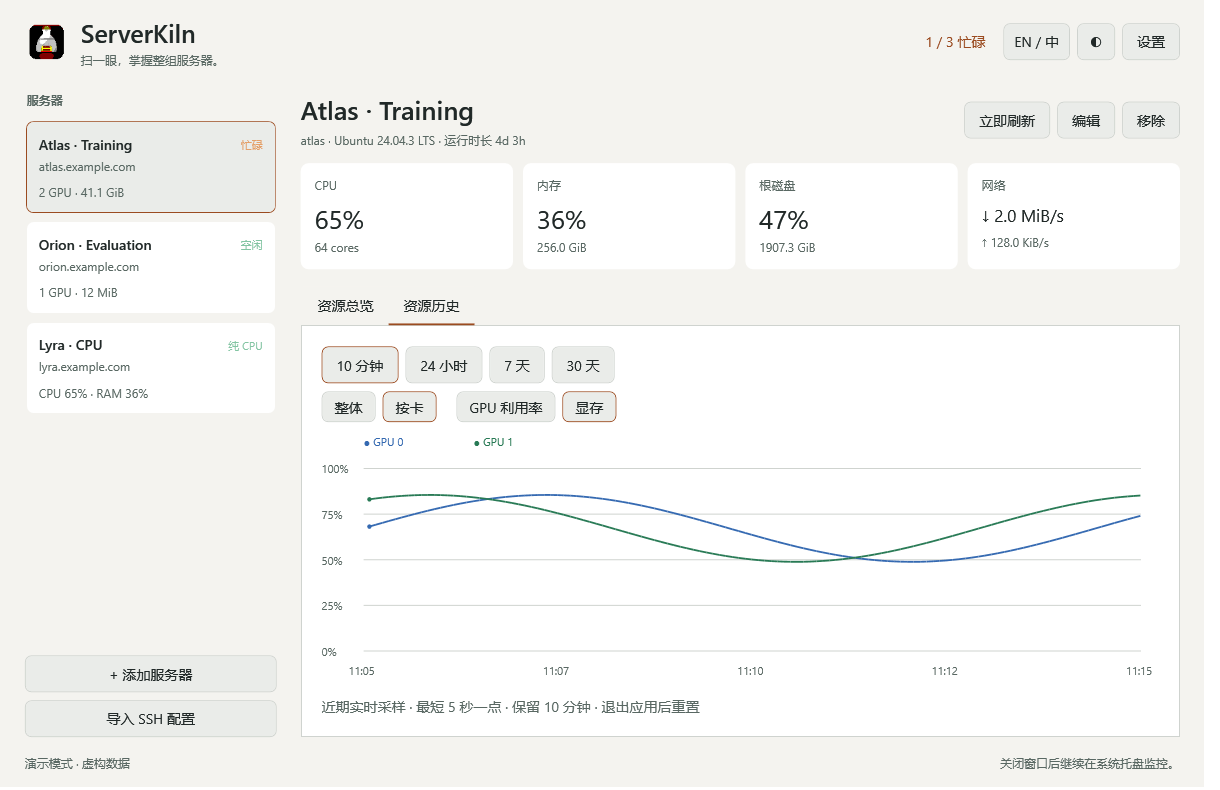 ServerKiln
扫一眼，掌握整组服务器。
1 / 3 忙碌
EN / 中
设置
服务器
Atlas · Training
忙碌
atlas.example.com
2 GPU · 41.1 GiB
Orion · Evaluation
空闲
orion.example.com
1 GPU · 12 MiB
Lyra · CPU
纯 CPU
lyra.example.com
CPU 65% · RAM 36%
+ 添加服务器
导入 SSH 配置
Atlas · Training
atlas · Ubuntu 24.04.3 LTS · 运行时长 4d 3h
立即刷新
编辑
移除
CPU
65%
64 cores
内存
36%
256.0 GiB
根磁盘
47%
1907.3 GiB
网络
↓ 2.0 MiB/s
↑ 128.0 KiB/s
资源总览
资源历史
10 分钟
24 小时
7 天
30 天
整体
按卡
GPU 利用率
显存
GPU 0
GPU 1
100%
75%
50%
25%
0%
11:05
11:07
11:10
11:12
11:15
近期实时采样 · 最短 5 秒一点 · 保留 10 分钟 · 退出应用后重置
演示模式 · 虚构数据
关闭窗口后继续在系统托盘监控。